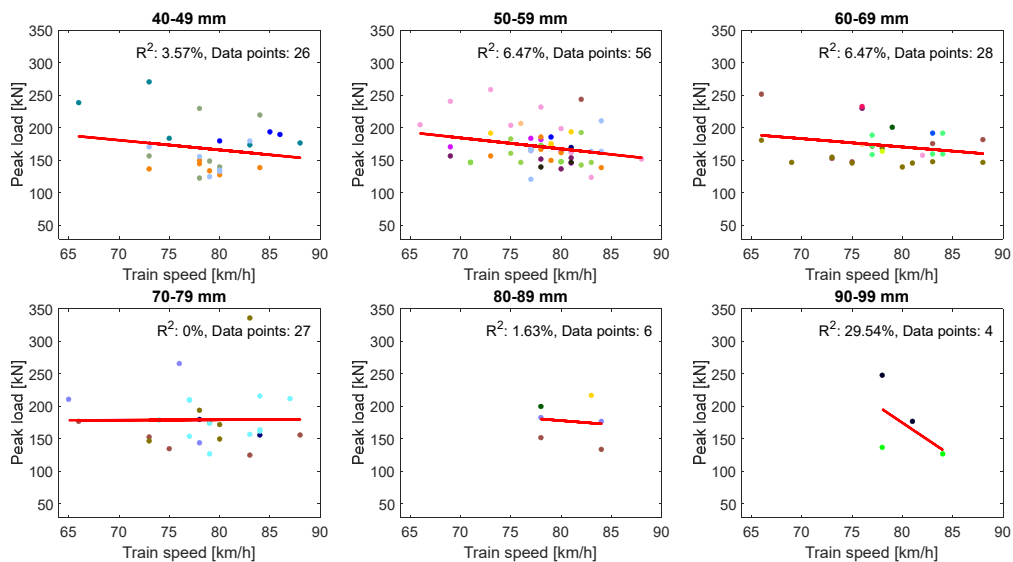 40-49 mm
R2: 3.57%, Data points: 26
350
300
250
200
150
100
50
Peak load [kN]
65 70 75 80 85 90
Train speed [km/h]
50-59 mm
R2: 6.47%, Data points: 56
350
300
250
200
150
100
50
Peak load [kN]
65 70 75 80 85 90
Train speed [km/h]
60-69 mm
R2: 6.47%, Data points: 28
350
300
250
200
150
100
50
Peak load [kN]
65 70 75 80 85 90
Train speed [km/h]
70-79 mm
R2: 0%, Data points: 27
350
300
250
200
150
100
50
Peak load [kN]
65 70 75 80 85 90
Train speed [km/h]
80-89 mm
R2: 1.63%, Data points: 6
350
300
250
200
150
100
50
Peak load [kN]
65 70 75 80 85 90
Train speed [km/h]
90-99 mm
R2: 29.54%, Data points: 4
350
300
250
200
150
100
50
Peak load [kN]
65 70 75 80 85 90
Train speed [km/h]